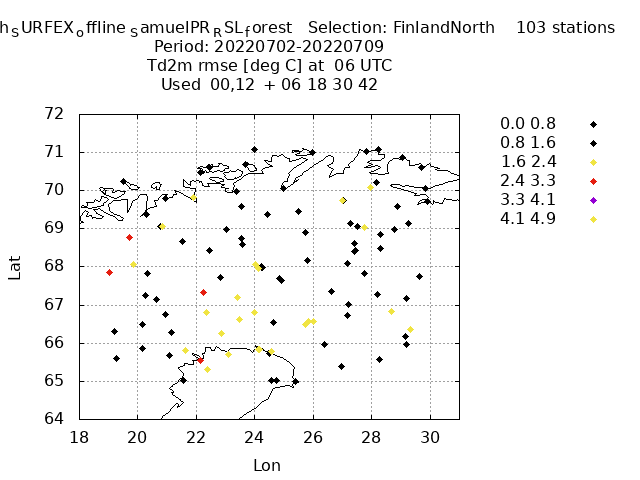 hSURFEXoffline SamuelPRRSLforest Selection: FinlandNorth 103 stations
Period: 20220702-20220709
Td2m rmse [deg C] at 06 UTC
Used 00,12 + 06 18 30 42
72
71
70
69
68
67
66
65
64
Lat
18 20 22 24 26 28 30
Lon
0.0 0.8
0.8 1.6
1.6 2.4
2.4 3.3
3.3 4.1
4.1 4.9